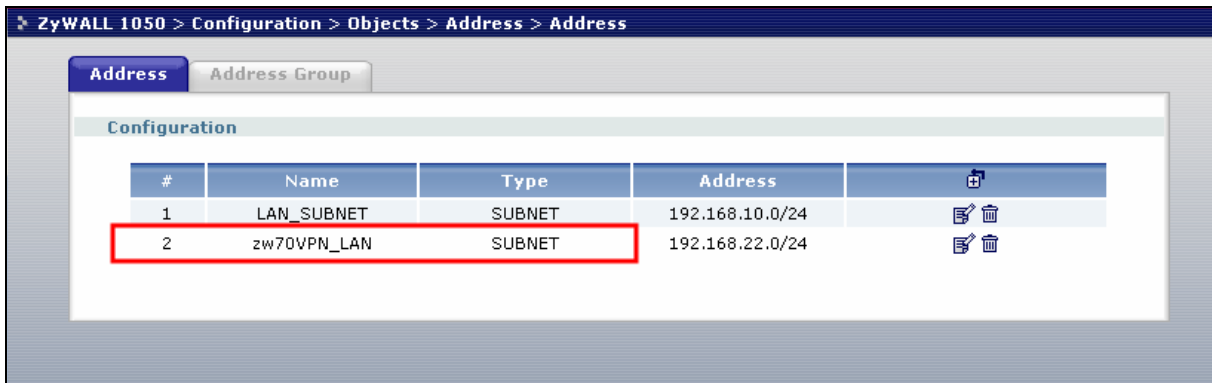 ZyWALL 1050 > Configuration > Objects > Address > Address
Address Address Group
Configuration
# Name Type Address
1 LAN_SUBNET SUBNET 192.168.10.0/24
2 zw70VPN_LAN SUBNET 192.168.22.0/24